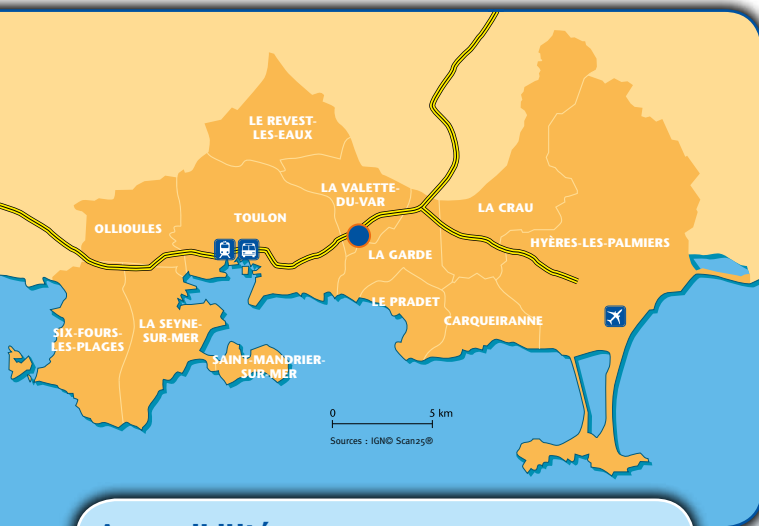 LE REVEST-
LES-EAUX
LA VALETTE-
DU-VAR
TOULON
LA CRAU
OLLIOULES
HYÈRES-LES-PALMIERS
LA GARDE
LE PRADET
CARQUEIRANNE
LA SEYNE-
SUR-MER
SIX-FOURS-
LES-PLAGES
SAINT-MANDRIER-
SUR-MER
0 5 km
Sources : IGN© Scan25®